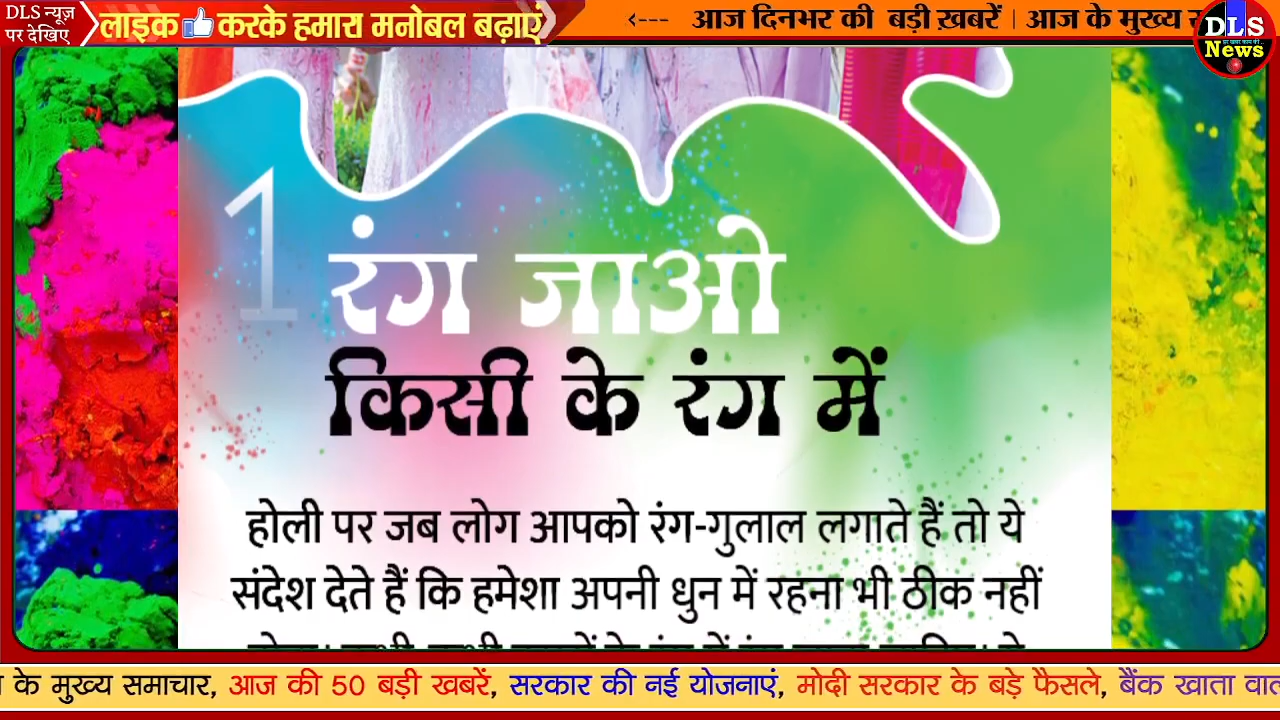 DLS न्यूज़
पर देखिए
लाइक 👍 करके हमारा मनोबल बढ़ाएं
<--- आज दिनभर की बड़ी ख़बरें | आज के मुख्य
DLS
News
1
रंग जाओ
किसी के रंग में
होली पर जब लोग आपको रंग-गुलाल लगाते हैं तो ये
संदेश देते हैं कि हमेशा अपनी धुन में रहना भी ठीक नहीं
के मुख्य समाचार, आज की 50 बड़ी खबरें, सरकार की नई योजनाएं, मोदी सरकार के बड़े फैसले, बैंक खाता